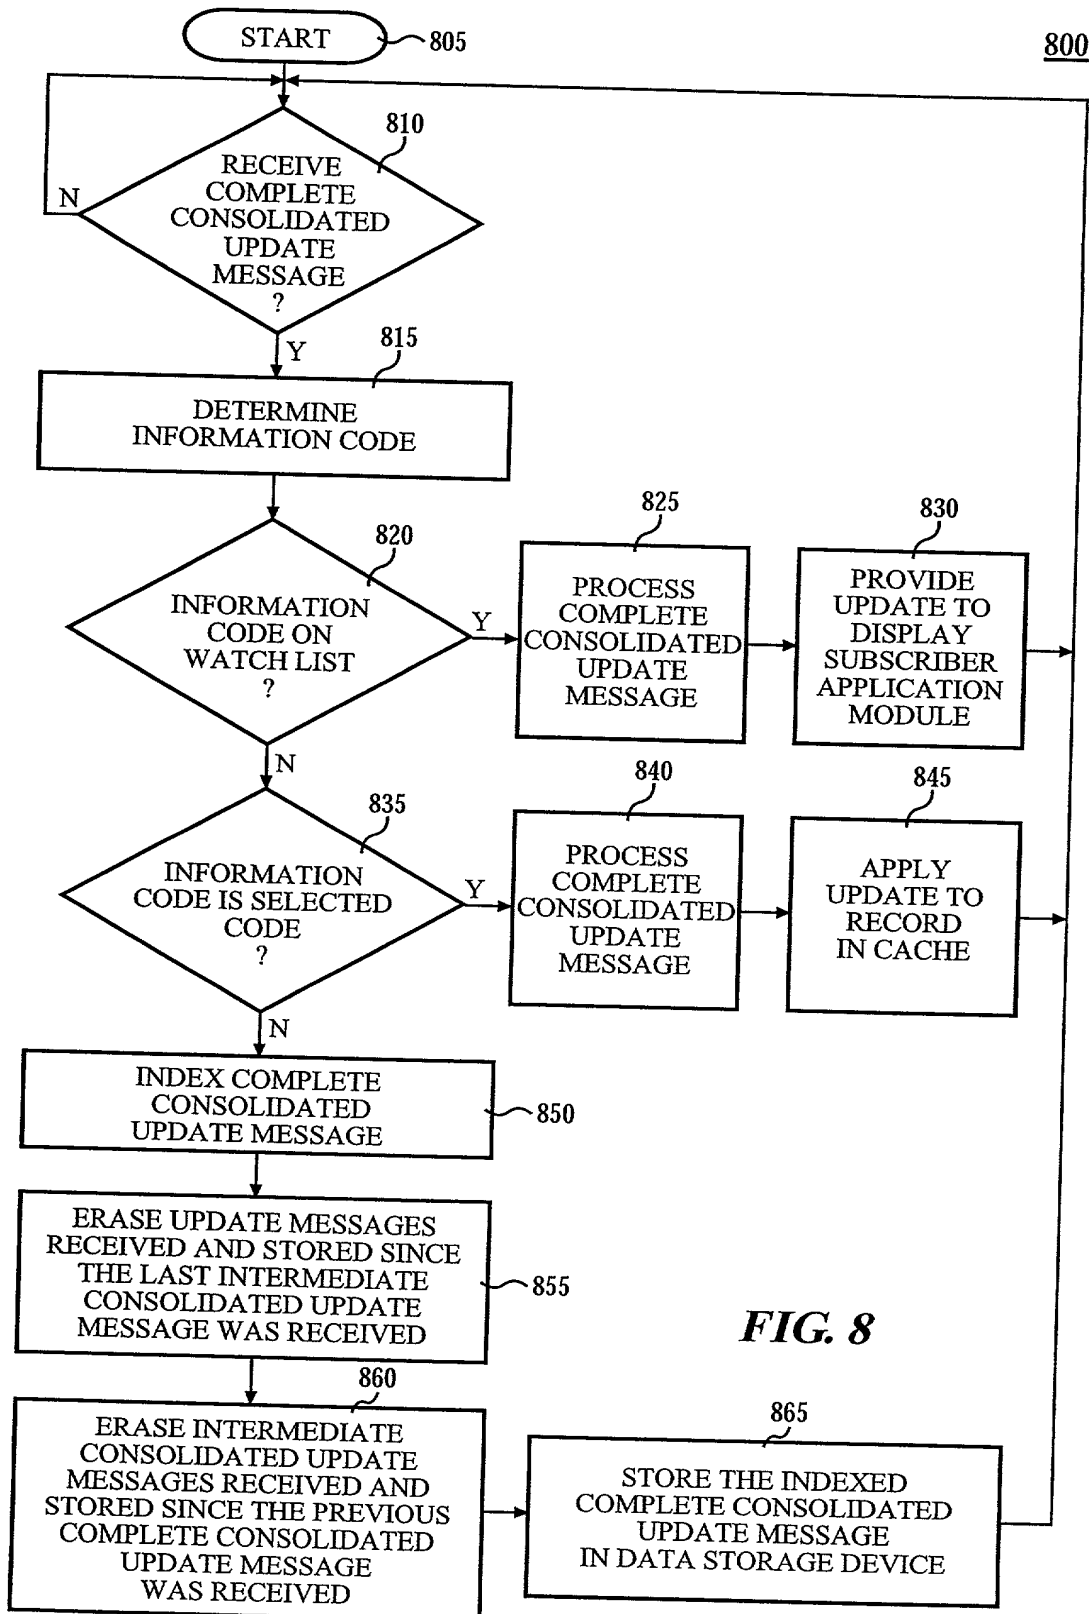 START
805
800
810
RECEIVE
COMPLETE
CONSOLIDATED
UPDATE
MESSAGE
?
N
Y
815
DETERMINE
INFORMATION CODE
820
INFORMATION
CODE ON
WATCH LIST
?
Y
N
825
PROCESS
COMPLETE
CONSOLIDATED
UPDATE
MESSAGE
830
PROVIDE
UPDATE TO
DISPLAY
SUBSCRIBER
APPLICATION
MODULE
835
INFORMATION
CODE IS SELECTED
CODE
?
Y
N
840
PROCESS
COMPLETE
CONSOLIDATED
UPDATE
MESSAGE
845
APPLY
UPDATE TO
RECORD
IN CACHE
INDEX COMPLETE
CONSOLIDATED
UPDATE MESSAGE
850
ERASE UPDATE MESSAGES
RECEIVED AND STORED SINCE
THE LAST INTERMEDIATE
CONSOLIDATED UPDATE
MESSAGE WAS RECEIVED
855
FIG. 8
860
ERASE INTERMEDIATE
CONSOLIDATED UPDATE
MESSAGES RECEIVED AND
STORED SINCE THE PREVIOUS
COMPLETE CONSOLIDATED
UPDATE MESSAGE
WAS RECEIVED
865
STORE THE INDEXED
COMPLETE CONSOLIDATED
UPDATE MESSAGE
IN DATA STORAGE DEVICE